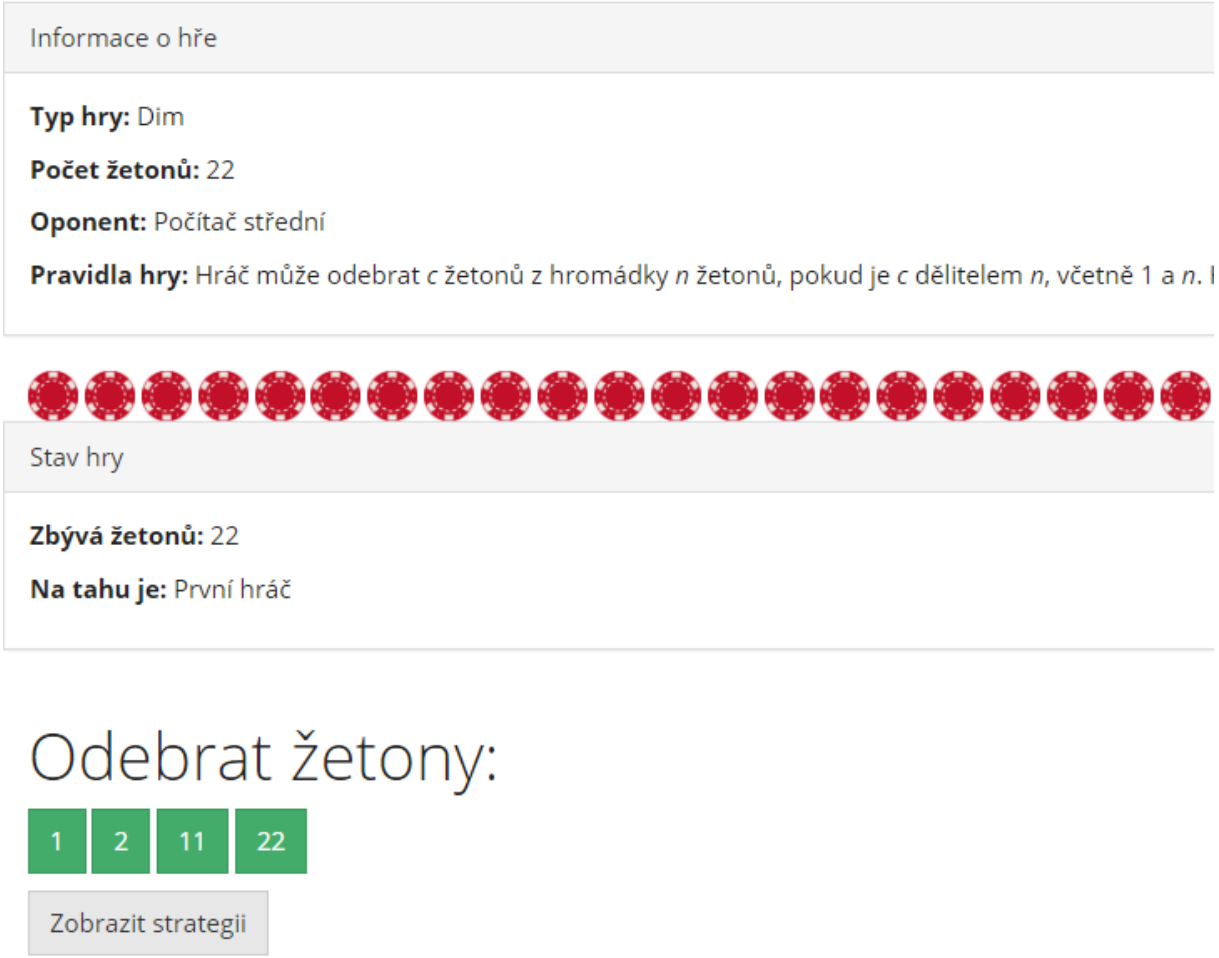 Informace o hře
Typ hry: Dim
Počet žetonů: 22
Oponent: Počítač střední
Pravidla hry: Hráč může odebrat c žetonů z hromádky n žetonů, pokud je c dělitelem n, včetně 1 a n.
Stav hry
Zbývá žetonů: 22
Na tahu je: První hráč
Odebrat žetony:
1 2 11 22
Zobrazit strategii